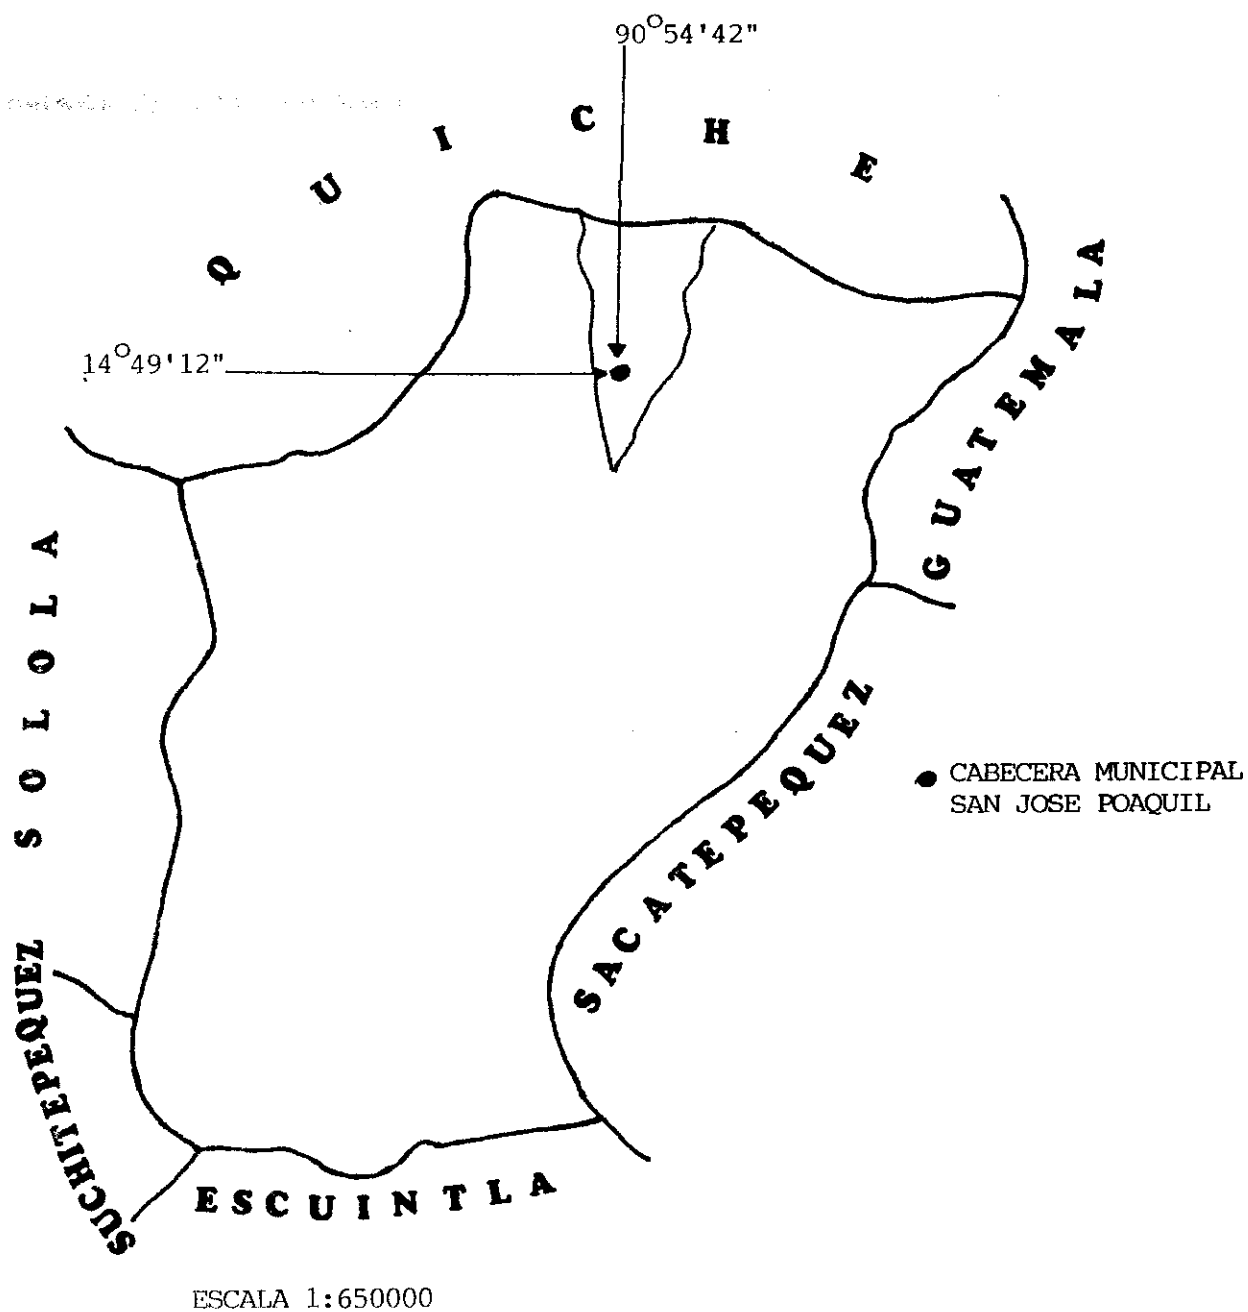 90°54'42"
QUICHE
14°49'12"
GUATEMALA
SOLOLA
SACATEPEQUEZ
CABECERA MUNICIPAL
SAN JOSE POAQUIL
SUCHITEPEQUEZ
ESCUINTLA
ESCALA 1:650000